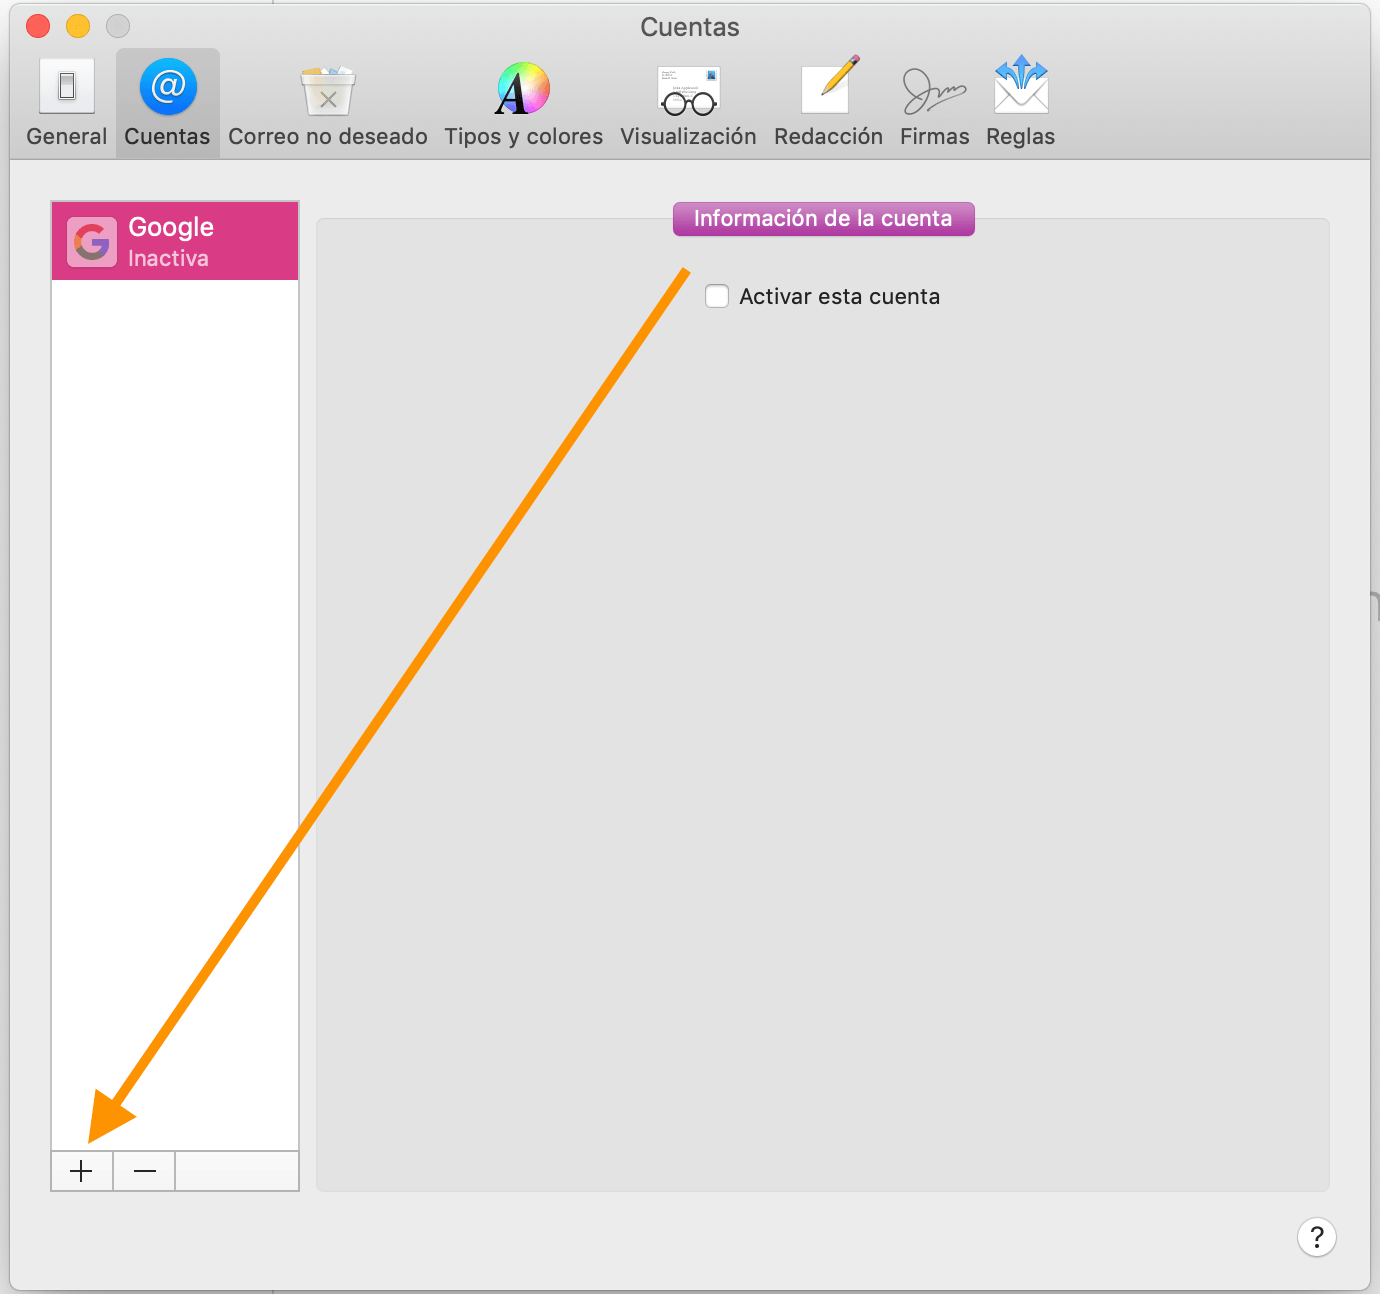 Cuentas
General Cuentas Correo no deseado Tipos y colores Visualización Redacción Firmas Reglas
Google
Inactiva
Información de la cuenta
Activar esta cuenta
?